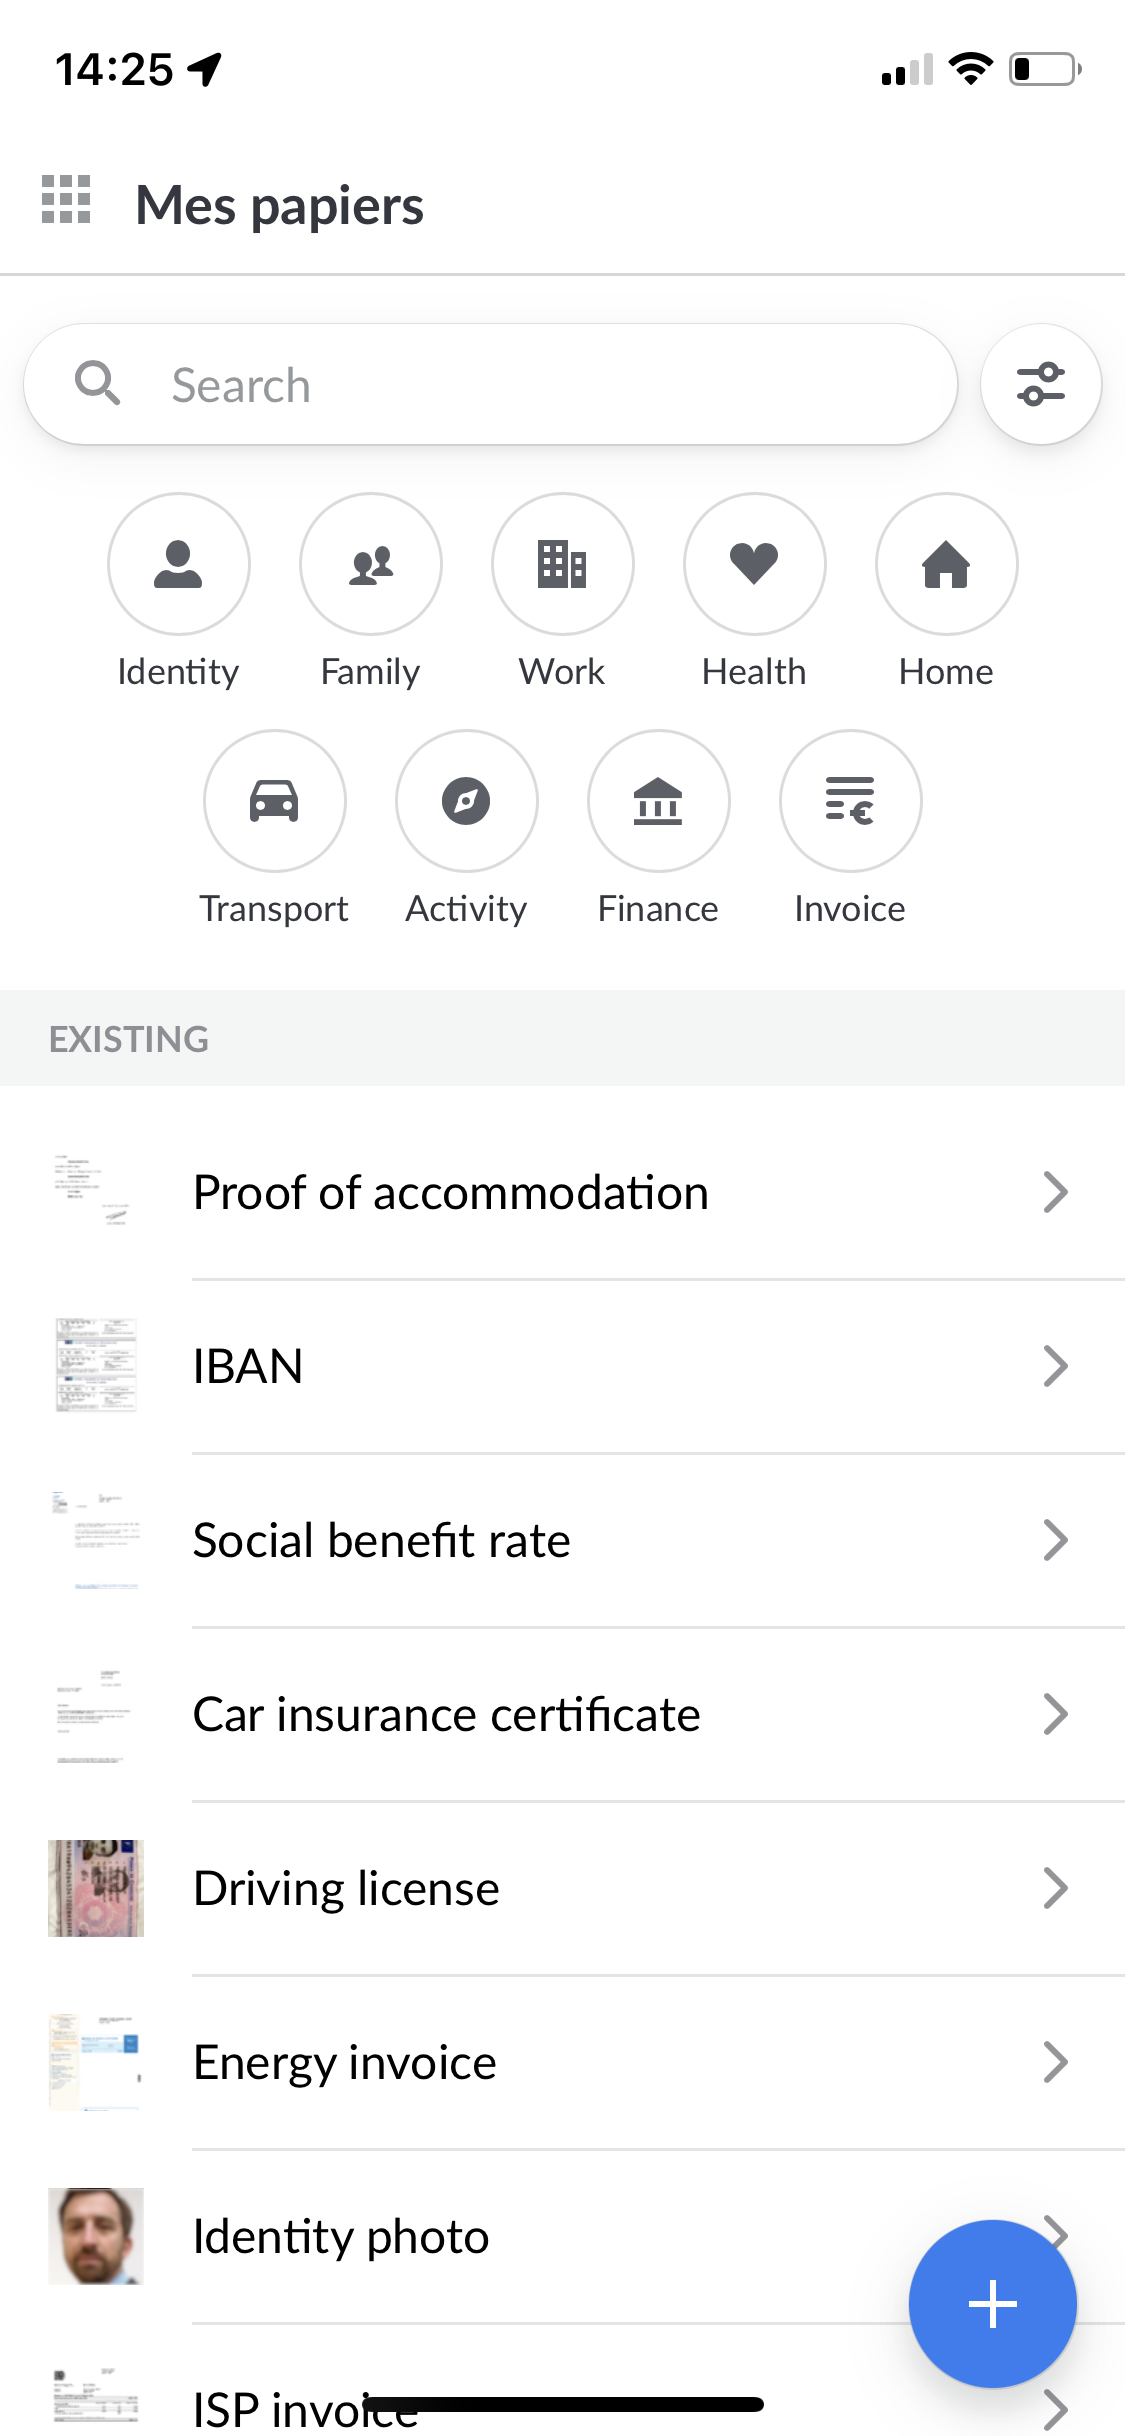 14:25
Mes papiers
Search
Identity Family Work Health Home
Transport Activity Finance Invoice
EXISTING
Proof of accommodation
IBAN
Social benefit rate
Car insurance certificate
Driving license
Energy invoice
Identity photo
ISP invoice